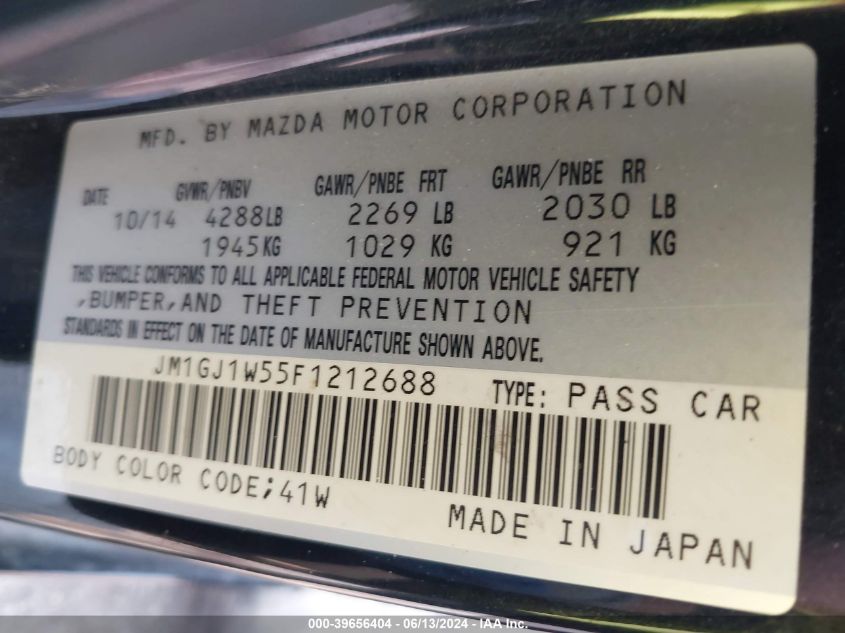 MFD. BY MAZDA MOTOR CORPORATION
DATE GVWR/PNBV GAWR/PNBE FRT GAWR/PNBE RR
10/14 4288LB 2269 LB 2030 LB
1945KG 1029 KG 921 KG
THIS VEHICLE CONFORMS TO ALL APPLICABLE FEDERAL MOTOR VEHICLE SAFETY
,BUMPER,AND THEFT PREVENTION
STANDARDS IN EFFECT ON THE DATE OF MANUFACTURE SHOWN ABOVE.
JM1GJ1W55F1212688 TYPE: PASS CAR
BODY COLOR CODE;41W
MADE IN JAPAN
000-39656404 - 06/13/2024 - IAA Inc.